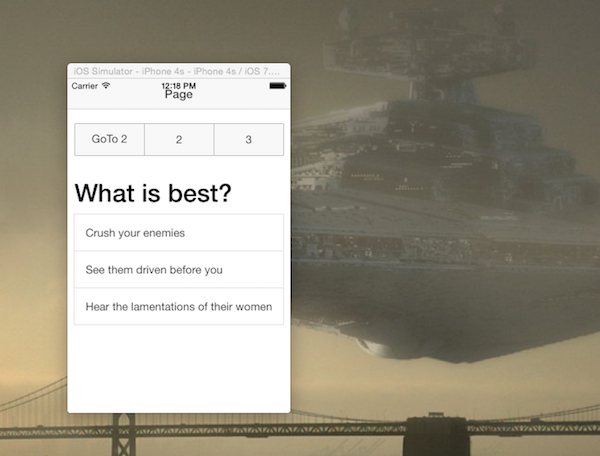 iOS Simulator - iPhone 4s - iPhone 4s / iOS 7....
Carrier 12:18 PM
Page
GoTo 2 2 3
What is best?
Crush your enemies
See them driven before you
Hear the lamentations of their women